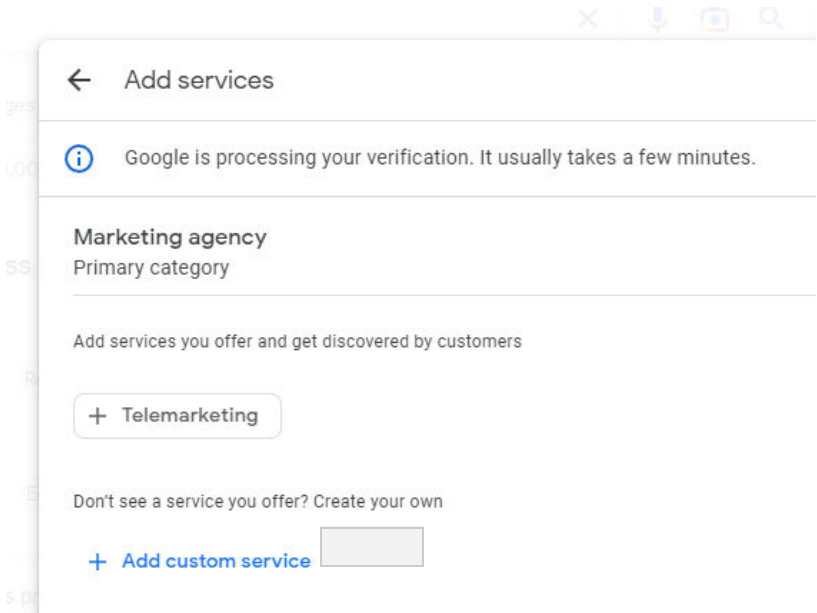 Add services
Google is processing your verification. It usually takes a few minutes.
Marketing agency
Primary category
Add services you offer and get discovered by customers
+ Telemarketing
Don't see a service you offer? Create your own
+ Add custom service